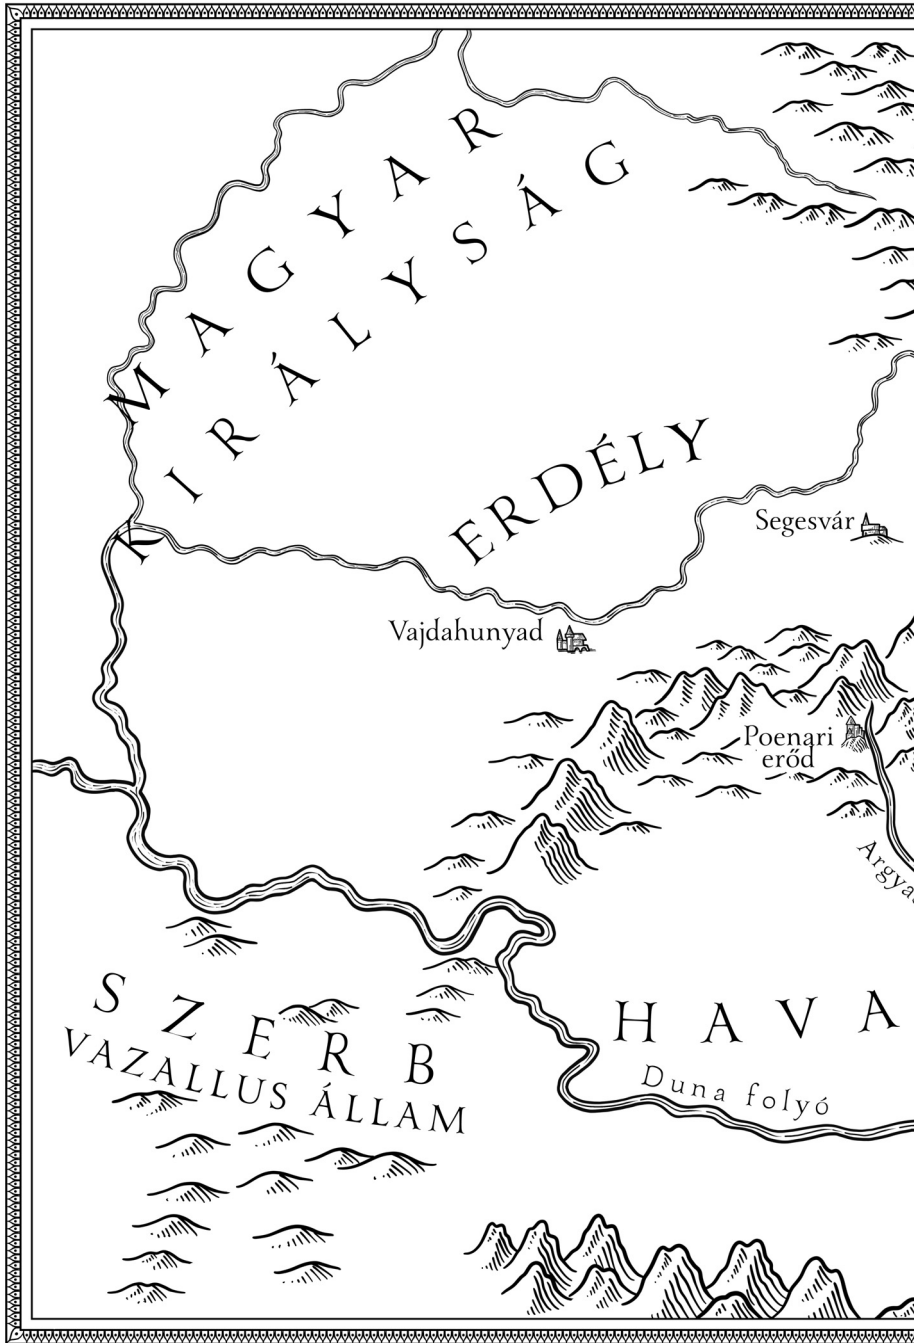 MAGYAR
KIRÁLYSÁG
ERDÉLY
Segesvár
Vajdahunyad
Poenari
erőd
SZERB
VAZALLUS ÁLLAM
HAVA
Duna folyó